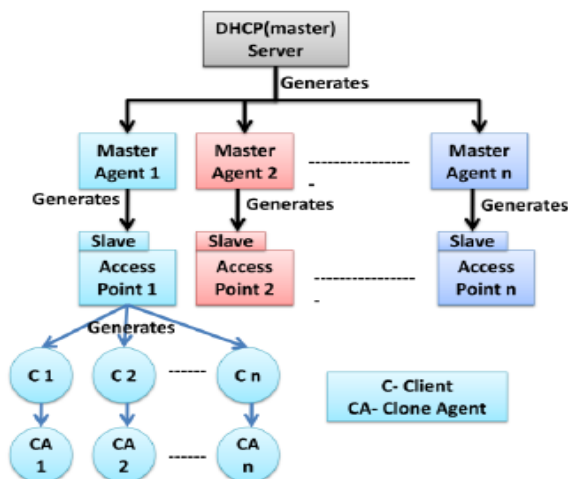 DHCP(master)
Server
Generates
Master
Agent 1
Master
Agent 2
Master
Agent n
Generates
Generates
Generates
Slave
Slave
Slave
Access
Point 1
Access
Point 2
Access
Point n
Generates
C 1
C 2
C n
C- Client
CA- Clone Agent
CA
1
CA
2
CA
n